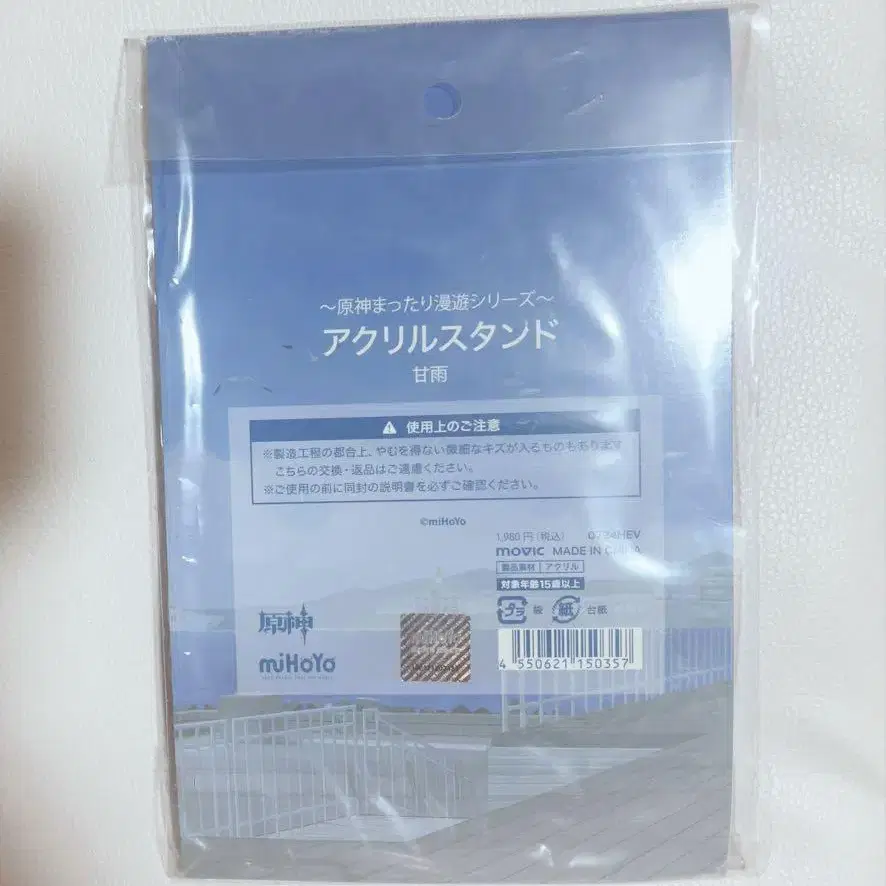 ～原神まったり漫遊シリーズ～
アクリルスタンド
甘雨
使用上のご注意
※製造工程の都合上、やむを得ない微細なキズが入るものもあります
こちらの交換・返品はご遠慮ください。
※ご使用の前に同封の説明書を必ずご確認ください。
©miHoYo
1,980円(税込)
movic MADE IN CHINA
製品素材 アクリル
対象年齢15歳以上
プラ 袋 紙 台紙
原神
miHoYo
miHoYo
4 550621 150357